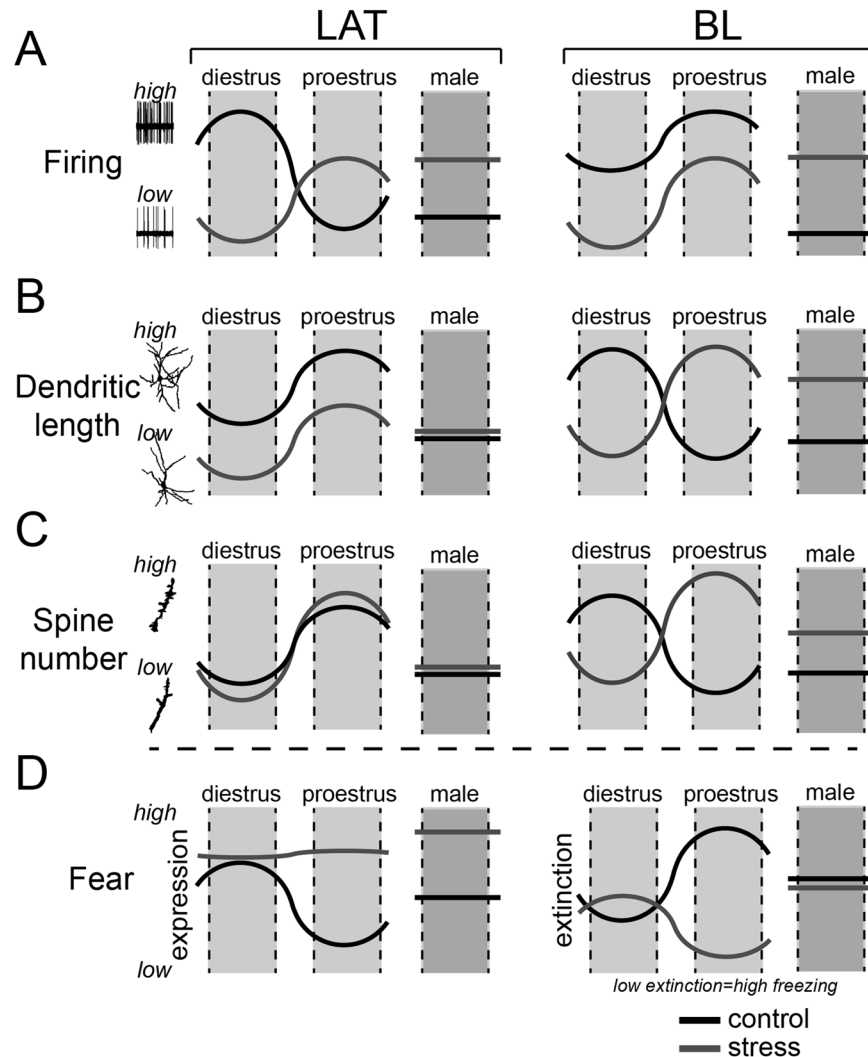 LAT BL
A
diestrus proestrus male diestrus proestrus male
high
Firing
low
B
diestrus proestrus male diestrus proestrus male
high
Dendritic
length
low
C
diestrus proestrus male diestrus proestrus male
high
Spine
number
low
D
diestrus proestrus male diestrus proestrus male
high
Fear
expression
extinction
low
low extinction=high freezing
control
stress